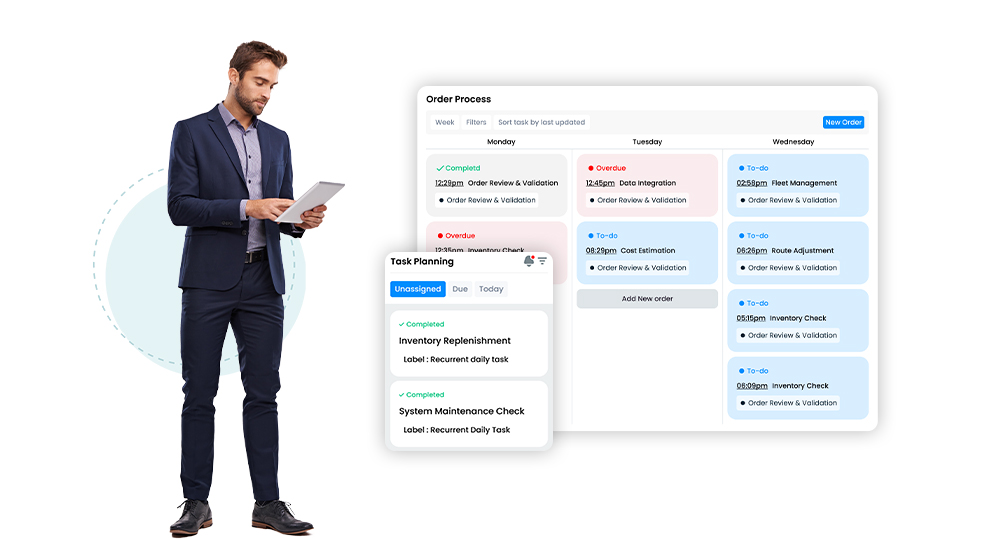 Order Process
Week Filters Sort task by last updated New Order
Monday Tuesday Wednesday
Completd
12:29pm Order Review & Validation
Order Review & Validation
Overdue
12:35pm Inventory Check
Overdue
12:45pm Data Integration
Order Review & Validation
To-do
08:29pm Cost Estimation
Order Review & Validation
Add New order
To-do
02:58pm Fleet Management
Order Review & Validation
To-do
06:26pm Route Adjustment
Order Review & Validation
To-do
05:15pm Inventory Check
Order Review & Validation
To-do
06:09pm Inventory Check
Order Review & Validation
Task Planning
Unassigned Due Today
Completed
Inventory Replenishment
Label : Recurrent daily task
Completed
System Maintenance Check
Label : Recurrent Daily Task